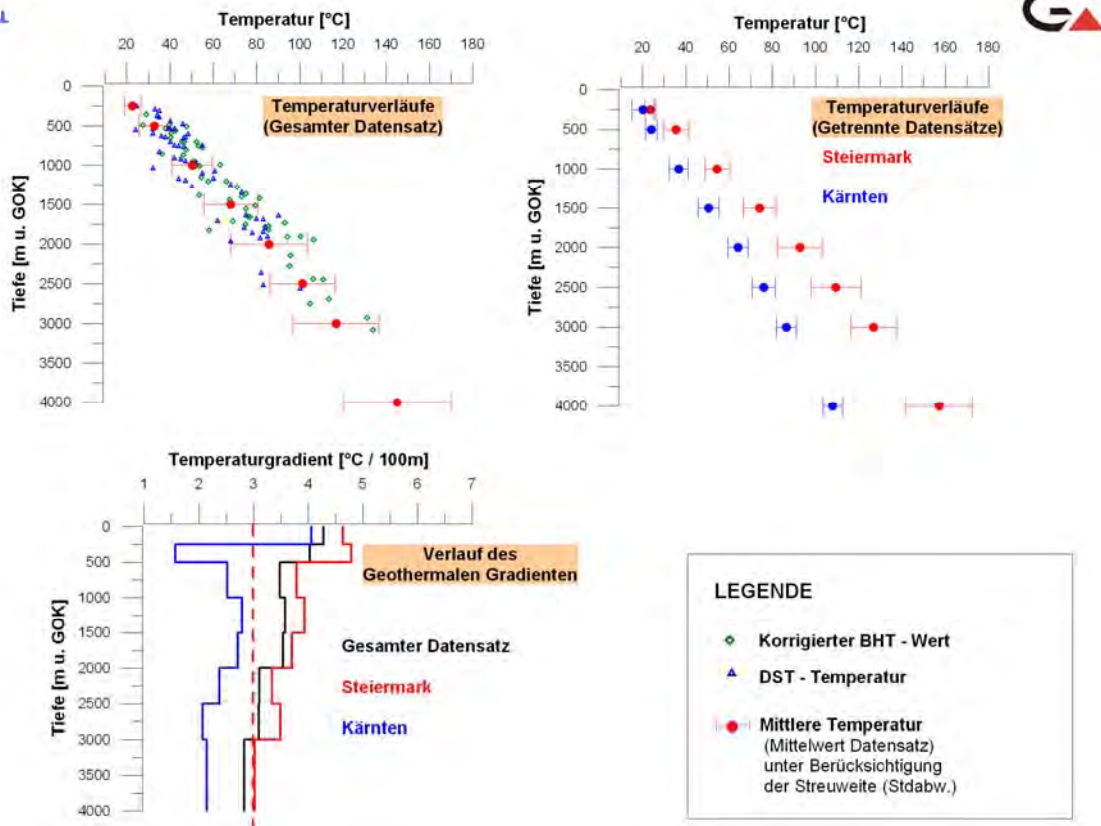 Temperatur [°C]
20 40 60 80 100 120 140 160 180
0
500
1000
1500
2000
2500
3000
3500
4000
Tiefe [m u. GOK]
Temperaturverläufe
(Gesamter Datensatz)
Temperatur [°C]
20 40 60 80 100 120 140 160 180
0
500
1000
1500
2000
2500
3000
3500
4000
Tiefe [m u. GOK]
Temperaturverläufe
(Getrennte Datensätze)
Steiermark
Kärnten
Temperaturgradient [°C / 100m]
1 2 3 4 5 6 7
0
500
1000
1500
2000
2500
3000
3500
4000
Tiefe [m u. GOK]
Verlauf des
Geothermalen Gradienten
Gesamter Datensatz
Steiermark
Kärnten
LEGENDE
Korrigierter BHT - Wert
DST - Temperatur
Mittlere Temperatur
(Mittelwert Datensatz)
unter Berücksichtigung
der Streuweite (Stdabw.)